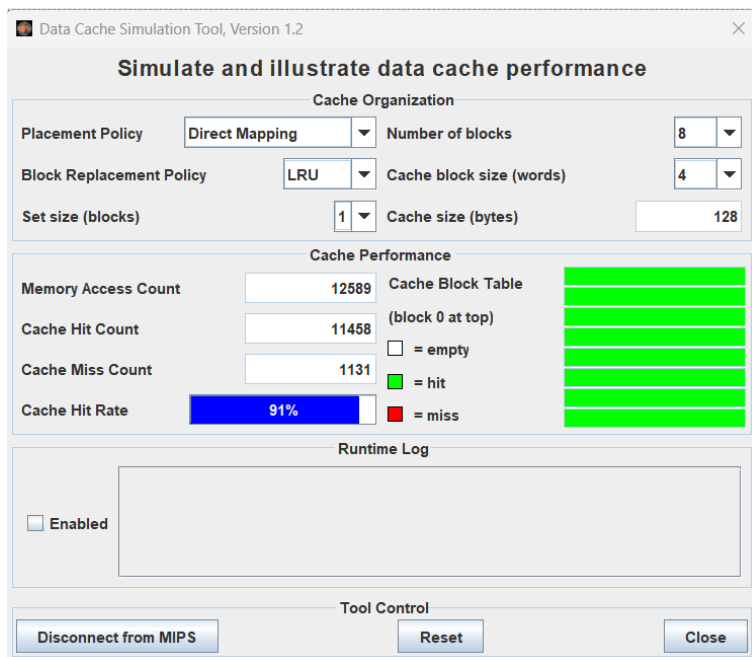 Data Cache Simulation Tool, Version 1.2
Simulate and illustrate data cache performance
Cache Organization
Placement Policy Direct Mapping Number of blocks 8
Block Replacement Policy LRU Cache block size (words) 4
Set size (blocks) 1 Cache size (bytes) 128
Cache Performance
Memory Access Count 12589 Cache Block Table
(block 0 at top)
Cache Hit Count 11458
= empty
Cache Miss Count 1131
= hit
Cache Hit Rate 91%
= miss
Runtime Log
Enabled
Tool Control
Disconnect from MIPS Reset Close